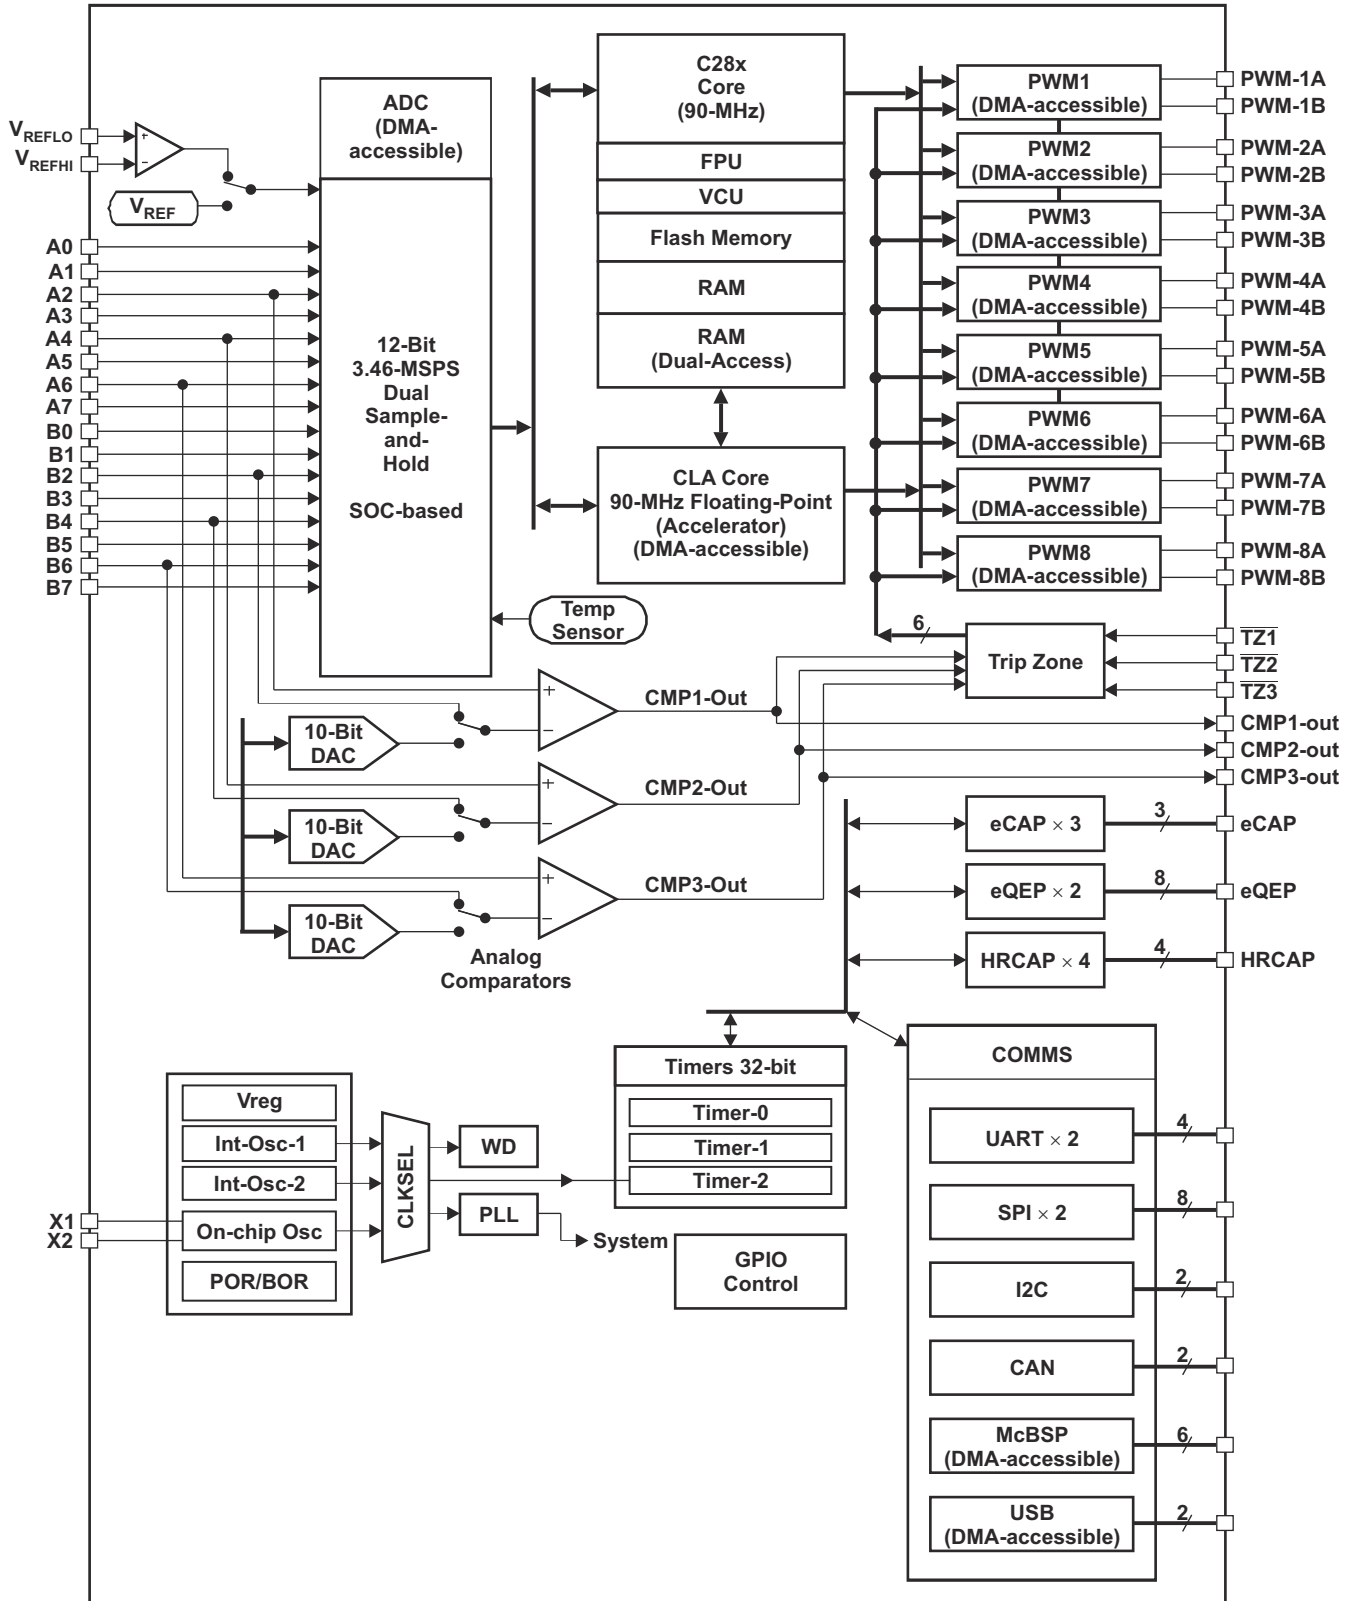 VREFLO
VREFHI
+
−
VREF
A0
A1
A2
A3
A4
A5
A6
A7
B0
B1
B2
B3
B4
B5
B6
B7
ADC
(DMA-
accessible)
12-Bit
3.46-MSPS
Dual
Sample-
and-
Hold
SOC-based
Temp
Sensor
C28x
Core
(90-MHz)
FPU
VCU
Flash Memory
RAM
RAM
(Dual-Access)
CLA Core
90-MHz Floating-Point
(Accelerator)
(DMA-accessible)
PWM1
(DMA-accessible)
PWM2
(DMA-accessible)
PWM3
(DMA-accessible)
PWM4
(DMA-accessible)
PWM5
(DMA-accessible)
PWM6
(DMA-accessible)
PWM7
(DMA-accessible)
PWM8
(DMA-accessible)
PWM-1A
PWM-1B
PWM-2A
PWM-2B
PWM-3A
PWM-3B
PWM-4A
PWM-4B
PWM-5A
PWM-5B
PWM-6A
PWM-6B
PWM-7A
PWM-7B
PWM-8A
PWM-8B
6
Trip Zone
TZ1
TZ2
TZ3
CMP1-out
CMP2-out
CMP3-out
10-Bit
DAC
+
−
CMP1-Out
10-Bit
DAC
+
−
CMP2-Out
10-Bit
DAC
+
−
CMP3-Out
Analog
Comparators
eCAP × 3
3
eCAP
eQEP × 2
8
eQEP
HRCAP × 4
4
HRCAP
Timers 32-bit
Timer-0
Timer-1
Timer-2
COMMS
UART × 2
4
SPI × 2
8
I2C
2
CAN
2
McBSP
(DMA-accessible)
6
USB
(DMA-accessible)
2
X1
X2
Vreg
Int-Osc-1
Int-Osc-2
On-chip Osc
POR/BOR
CLKSEL
WD
PLL
System
GPIO
Control